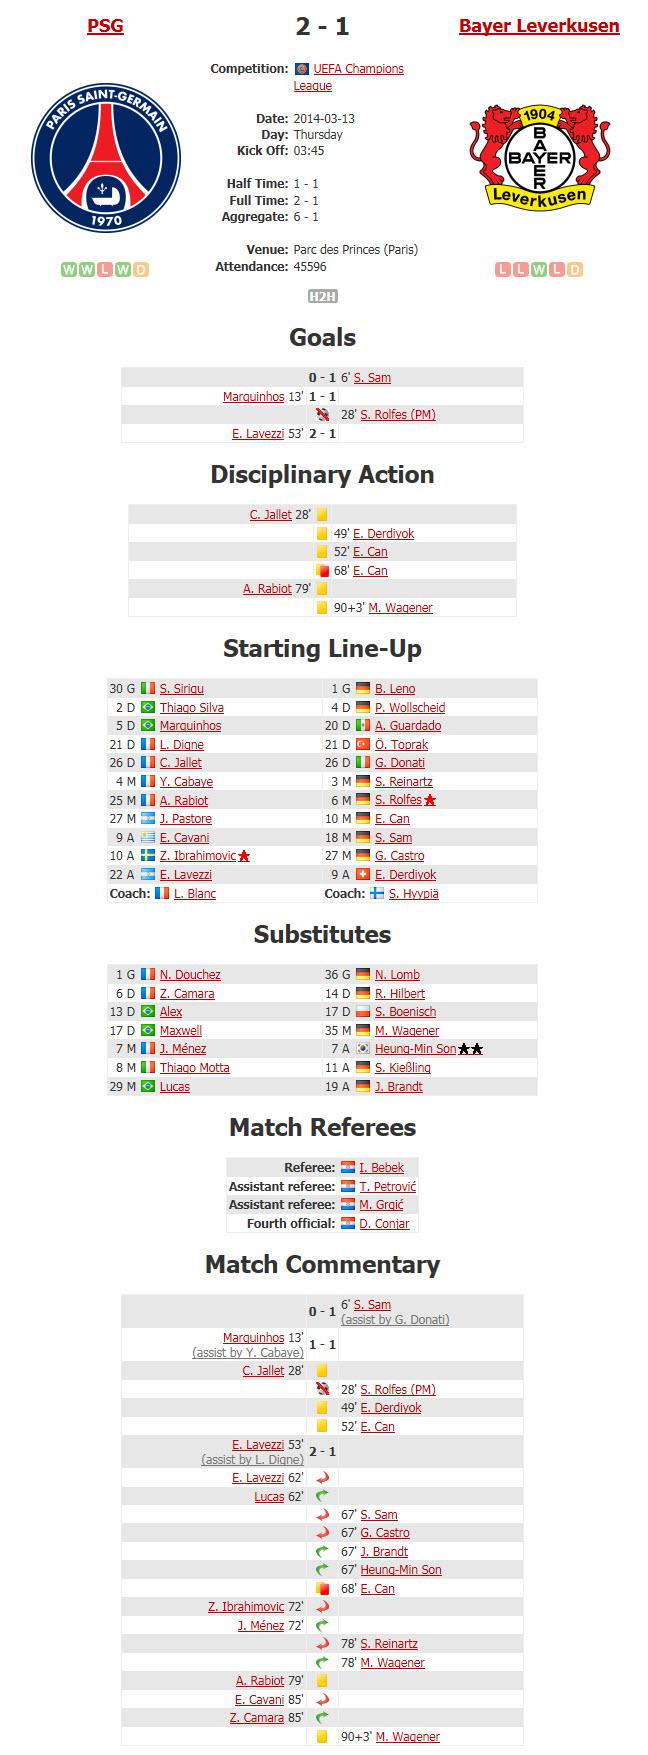 PSG 2 - 1 Bayer Leverkusen
PARIS SAINT-GERMAIN
1970
Competition: UEFA Champions
League
Date: 2014-03-13
Day: Thursday
Kick Off: 03:45
Half Time: 1 - 1
Full Time: 2 - 1
Aggregate: 6 - 1
Venue: Parc des Princes (Paris)
Attendance: 45596
1904
BAYER
BAYER
Leverkusen
W W L W D
L L W L D
H2H
Goals
0 - 1 6' S. Sam
Marquinhos 13' 1 - 1
28' S. Rolfes (PM)
E. Lavezzi 53' 2 - 1
Disciplinary Action
C. Jallet 28'
49' E. Derdiyok
52' E. Can
68' E. Can
A. Rabiot 79'
90+3' M. Wagener
Starting Line-Up
30 G S. Sirigu 1 G B. Leno
2 D Thiago Silva 4 D P. Wollscheid
5 D Marquinhos 20 D A. Guardado
21 D L. Digne 21 D Ö. Toprak
26 D C. Jallet 26 D G. Donati
4 M Y. Cabaye 3 M S. Reinartz
25 M A. Rabiot 6 M S. Rolfes
27 M J. Pastore 10 M E. Can
9 A E. Cavani 18 M S. Sam
10 A Z. Ibrahimovic 27 M G. Castro
22 A E. Lavezzi 9 A E. Derdiyok
Coach: L. Blanc Coach: S. Hyypiä
Substitutes
1 G N. Douchez 36 G N. Lomb
6 D Z. Camara 14 D R. Hilbert
13 D Alex 17 D S. Boenisch
17 D Maxwell 35 M M. Wagener
7 M J. Ménez 7 A Heung-Min Son
8 M Thiago Motta 11 A S. Kießling
29 M Lucas 19 A J. Brandt
Match Referees
Referee: I. Bebek
Assistant referee: T. Petrović
Assistant referee: M. Grgić
Fourth official: D. Conjar
Match Commentary
0 - 1 6' S. Sam
(assist by G. Donati)
Marquinhos 13' 1 - 1
(assist by Y. Cabaye)
C. Jallet 28'
28' S. Rolfes (PM)
49' E. Derdiyok
52' E. Can
E. Lavezzi 53' 2 - 1
(assist by L. Digne)
E. Lavezzi 62'
Lucas 62'
67' S. Sam
67' G. Castro
67' J. Brandt
67' Heung-Min Son
68' E. Can
Z. Ibrahimovic 72'
J. Ménez 72'
78' S. Reinartz
78' M. Wagener
A. Rabiot 79'
E. Cavani 85'
Z. Camara 85'
90+3' M. Wagener